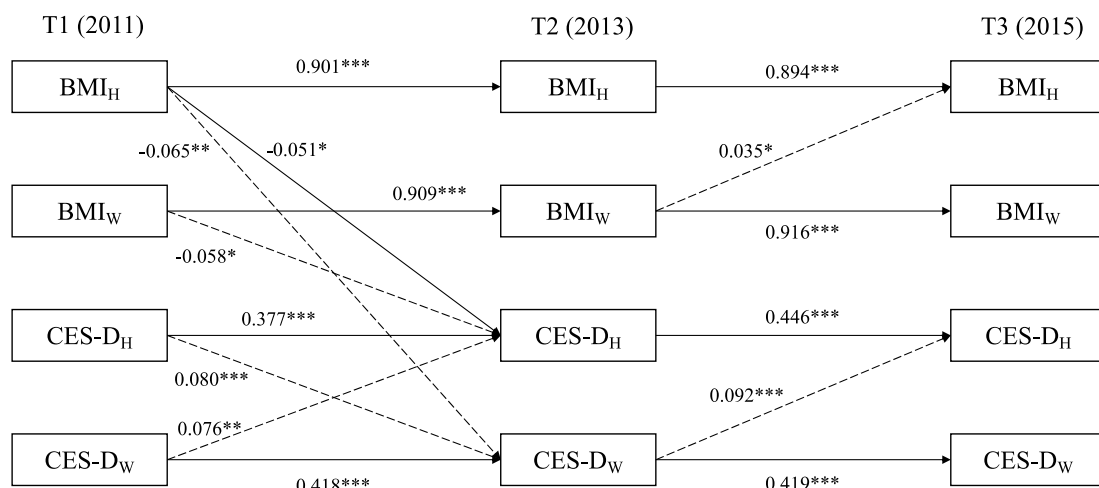 T1 (2011) T2 (2013) T3 (2015)
0.901*** 0.894***
BMI_H BMI_H BMI_H
-0.065** -0.051* 0.035*
0.909***
BMI_W BMI_W BMI_W
0.916***
-0.058*
0.377*** 0.446***
CES-D_H CES-D_H CES-D_H
0.080*** 0.092***
0.076**
CES-D_W CES-D_W CES-D_W
0.418*** 0.419***